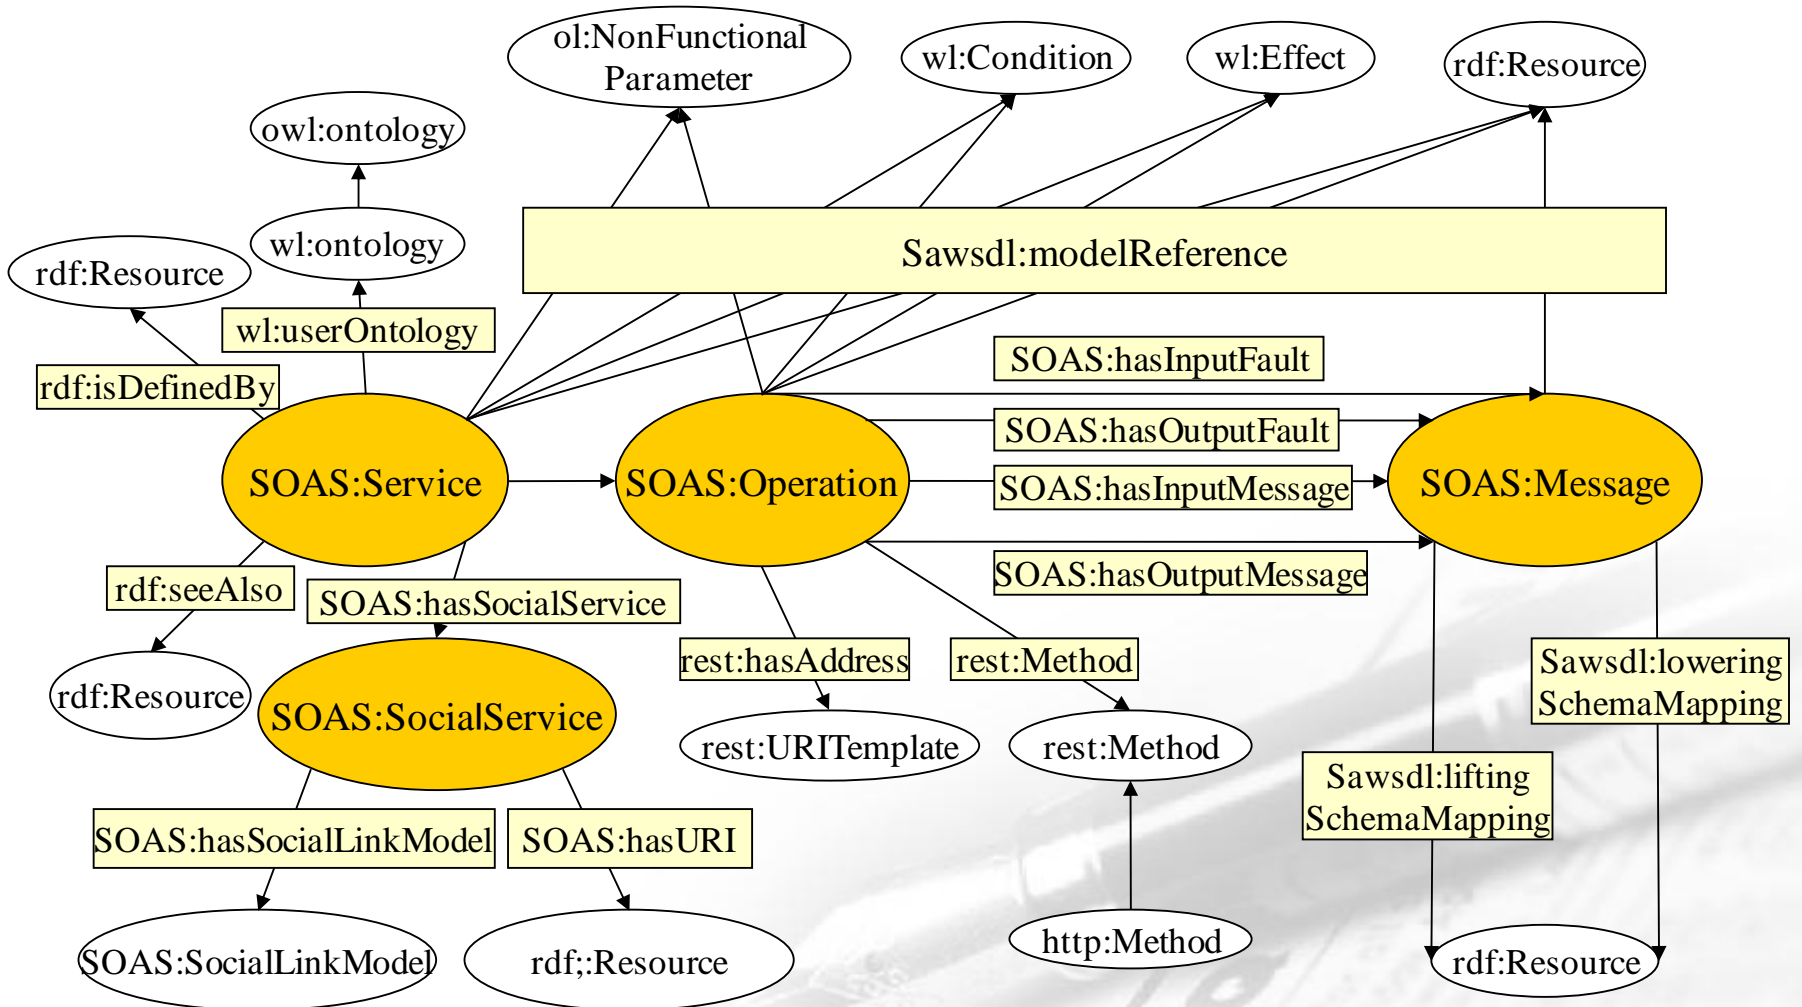 ol:NonFunctional
Parameter
wl:Condition
wl:Effect
rdf:Resource
owl:ontology
wl:ontology
rdf:Resource
Sawsdl:modelReference
wl:userOntology
rdf:isDefinedBy
SOAS:hasInputFault
SOAS:hasOutputFault
SOAS:Service
SOAS:Operation
SOAS:hasInputMessage
SOAS:Message
SOAS:hasOutputMessage
rdf:seeAlso
SOAS:hasSocialService
rdf:Resource
rest:hasAddress
rest:Method
Sawsdl:lowering
SchemaMapping
SOAS:SocialService
rest:URITemplate
rest:Method
Sawsdl:lifting
SchemaMapping
SOAS:hasSocialLinkModel
SOAS:hasURI
SOAS:SocialLinkModel
rdf;:Resource
http:Method
rdf:Resource